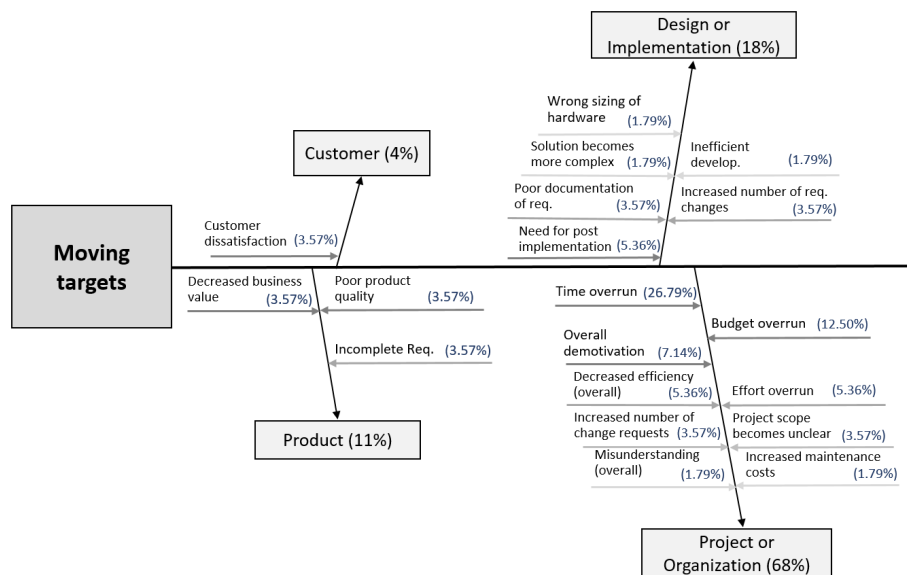 Design or
Implementation (18%)
Wrong sizing of
hardware (1.79%)
Customer (4%)
Solution becomes
more complex (1.79%)
Inefficient
develop. (1.79%)
Poor documentation
of req. (3.57%)
Increased number of req.
changes (3.57%)
Customer
dissatisfaction (3.57%)
Need for post
implementation (5.36%)
Moving
targets
Decreased business
value (3.57%)
Poor product
quality (3.57%)
Incomplete Req. (3.57%)
Product (11%)
Time overrun (26.79%)
Budget overrun (12.50%)
Overall
demotivation (7.14%)
Decreased efficiency
(overall) (5.36%)
Effort overrun (5.36%)
Increased number of
change requests (3.57%)
Project scope
becomes unclear (3.57%)
Misunderstanding
(overall) (1.79%)
Increased maintenance
costs (1.79%)
Project or
Organization (68%)